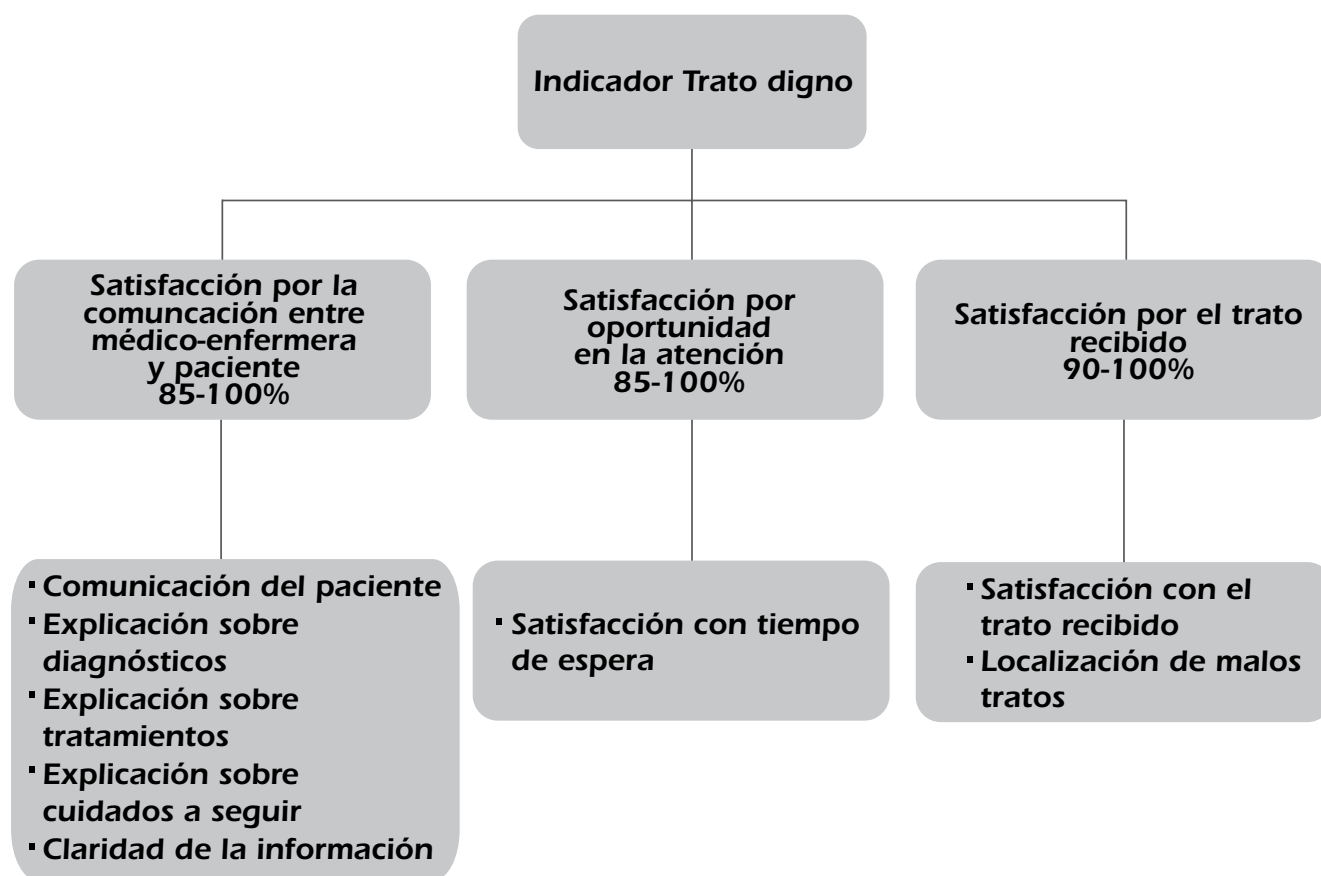 Indicador Trato digno
Satisfacción por la
comuncación entre
médico-enfermera
y paciente
85-100%
Satisfacción por
oportunidad
en la atención
85-100%
Satisfacción por el trato
recibido
90-100%
▪ Comunicación del paciente
▪ Explicación sobre
diagnósticos
▪ Explicación sobre
tratamientos
▪ Explicación sobre
cuidados a seguir
▪ Claridad de la información
▪ Satisfacción con tiempo
de espera
▪ Satisfacción con el
trato recibido
▪ Localización de malos
tratos